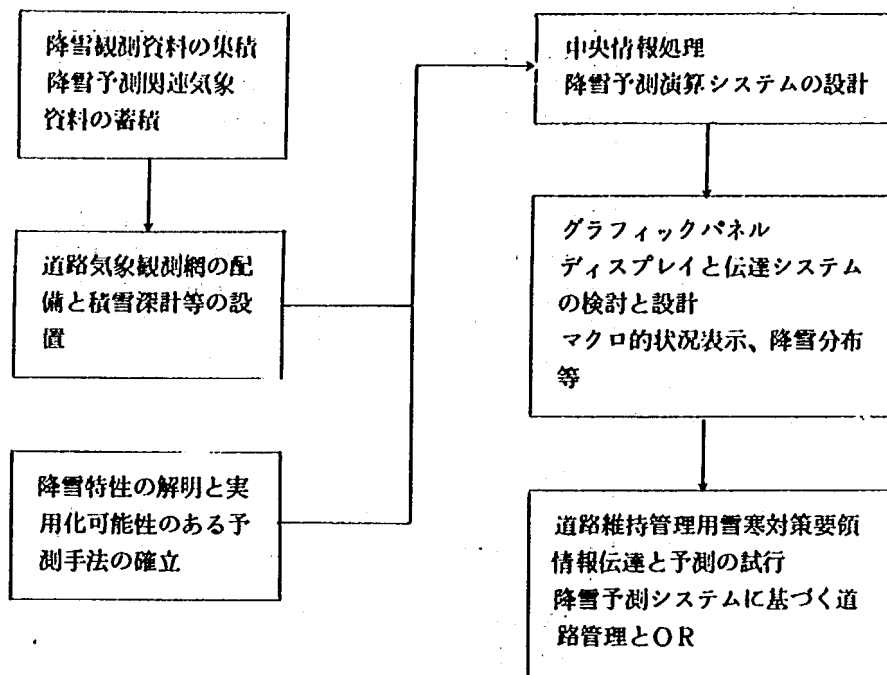 降雪観測資料の集積
降雪予測関連気象
資料の蓄積
道路気象観測網の配
備と積雪深計等の設
置
降雪特性の解明と実
用化可能性のある予
測手法の確立
中央情報処理
降雪予測演算システムの設計
グラフィックパネル
ディスプレイと伝達システム
の検討と設計
マクロ的状況表示、降雪分布
等
道路維持管理用雪寒対策要領
情報伝達と予測の試行
降雪予測システムに基づく道
路管理とOR